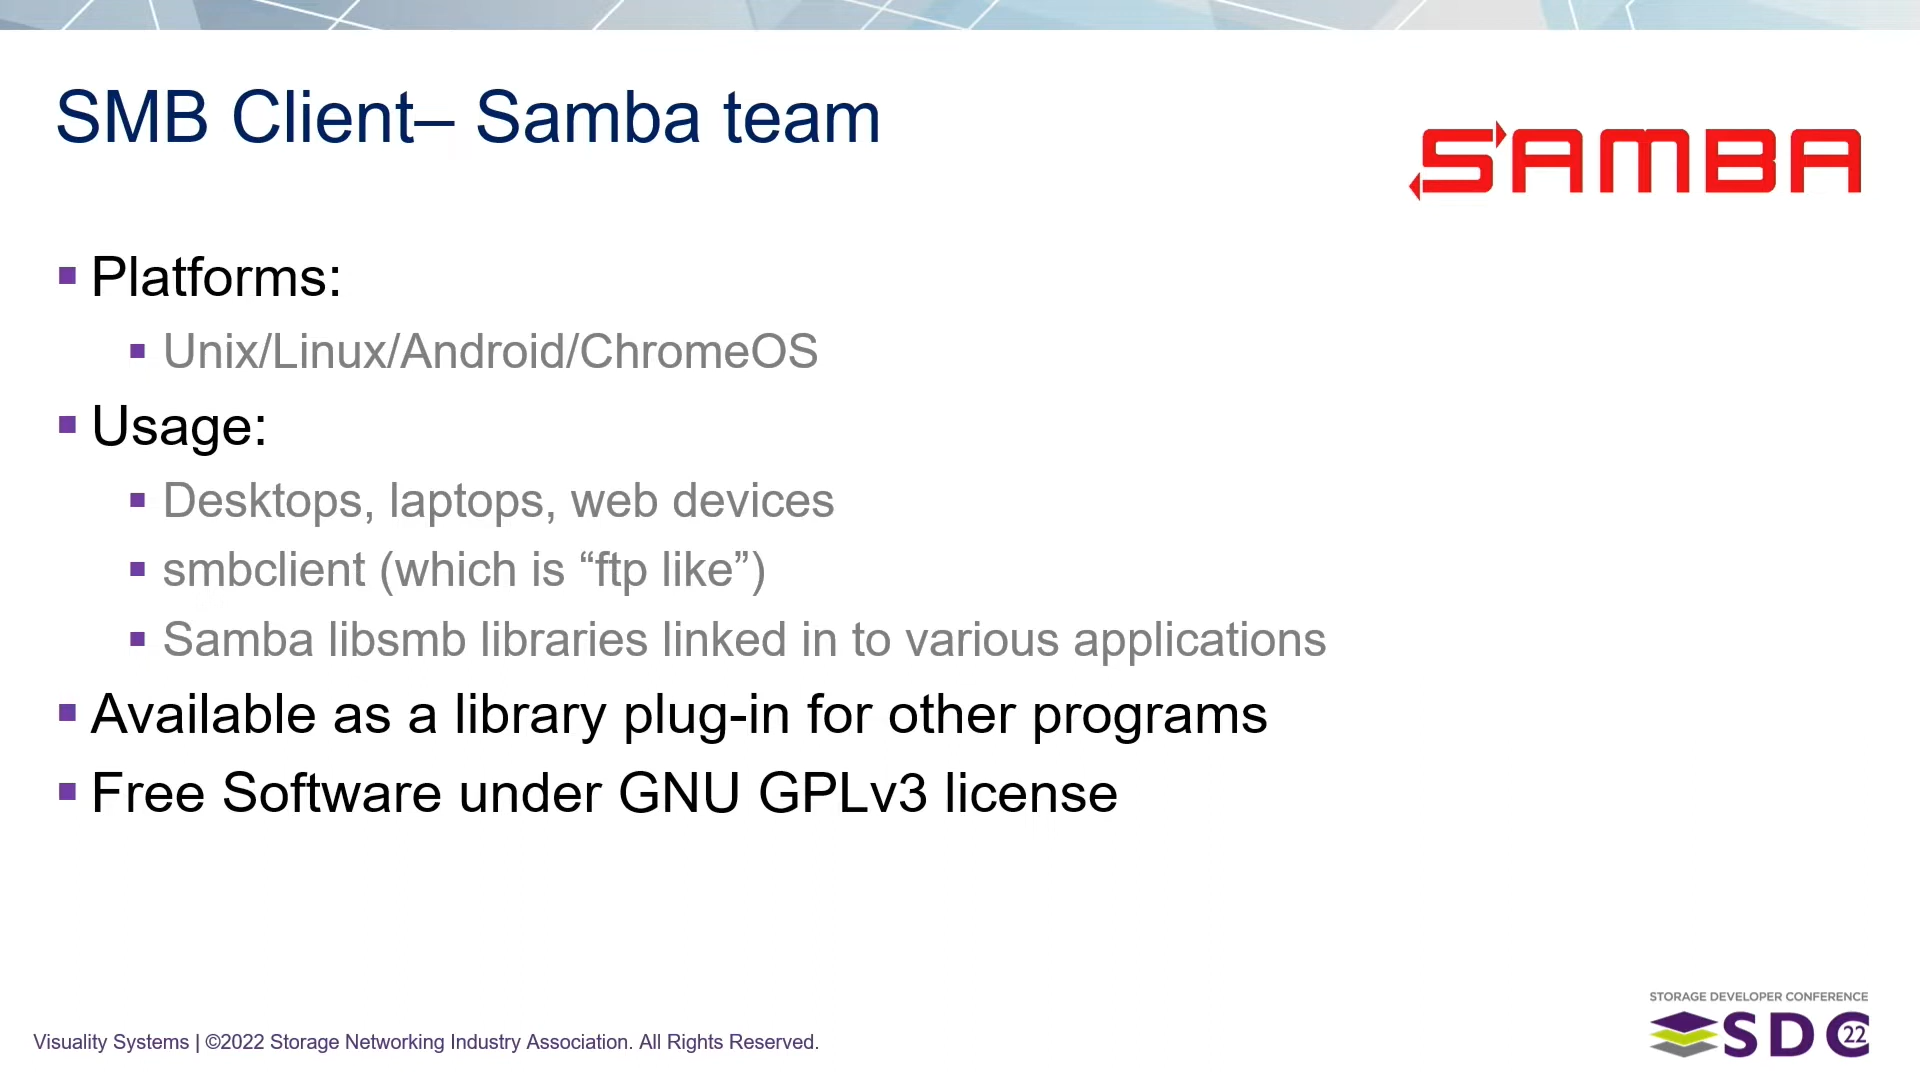 SMB Client– Samba team
SAMBA
Platforms:
Unix/Linux/Android/ChromeOS
Usage:
Desktops, laptops, web devices
smbclient (which is “ftp like”)
Samba libsmb libraries linked in to various applications
Available as a library plug-in for other programs
Free Software under GNU GPLv3 license
Visuality Systems | ©2022 Storage Networking Industry Association. All Rights Reserved.
STORAGE DEVELOPER CONFERENCE
SDC 22